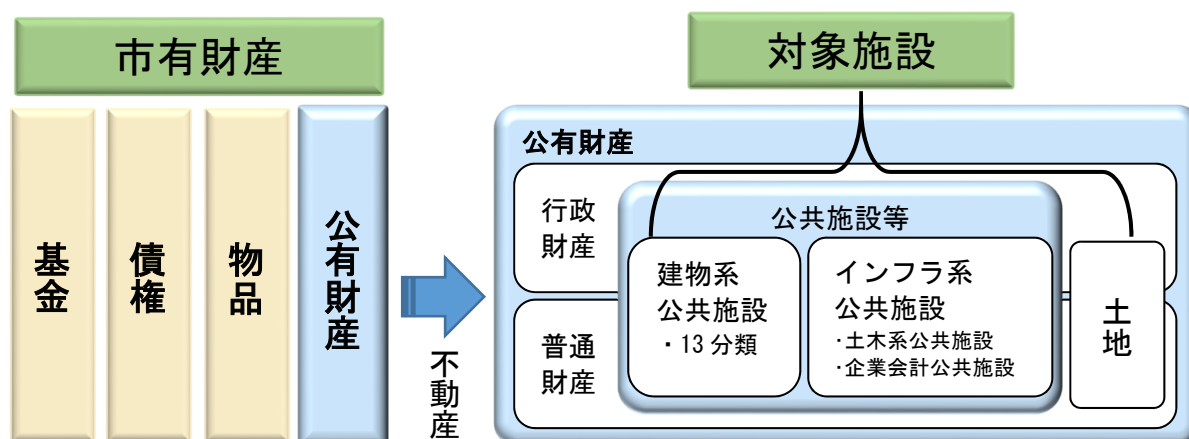 市有財産
基金
債権
物品
公有財産
不動産
対象施設
公有財産
行政
財産
普通
財産
公共施設等
建物系
公共施設
・13分類
インフラ系
公共施設
・土木系公共施設
・企業会計公共施設
土地